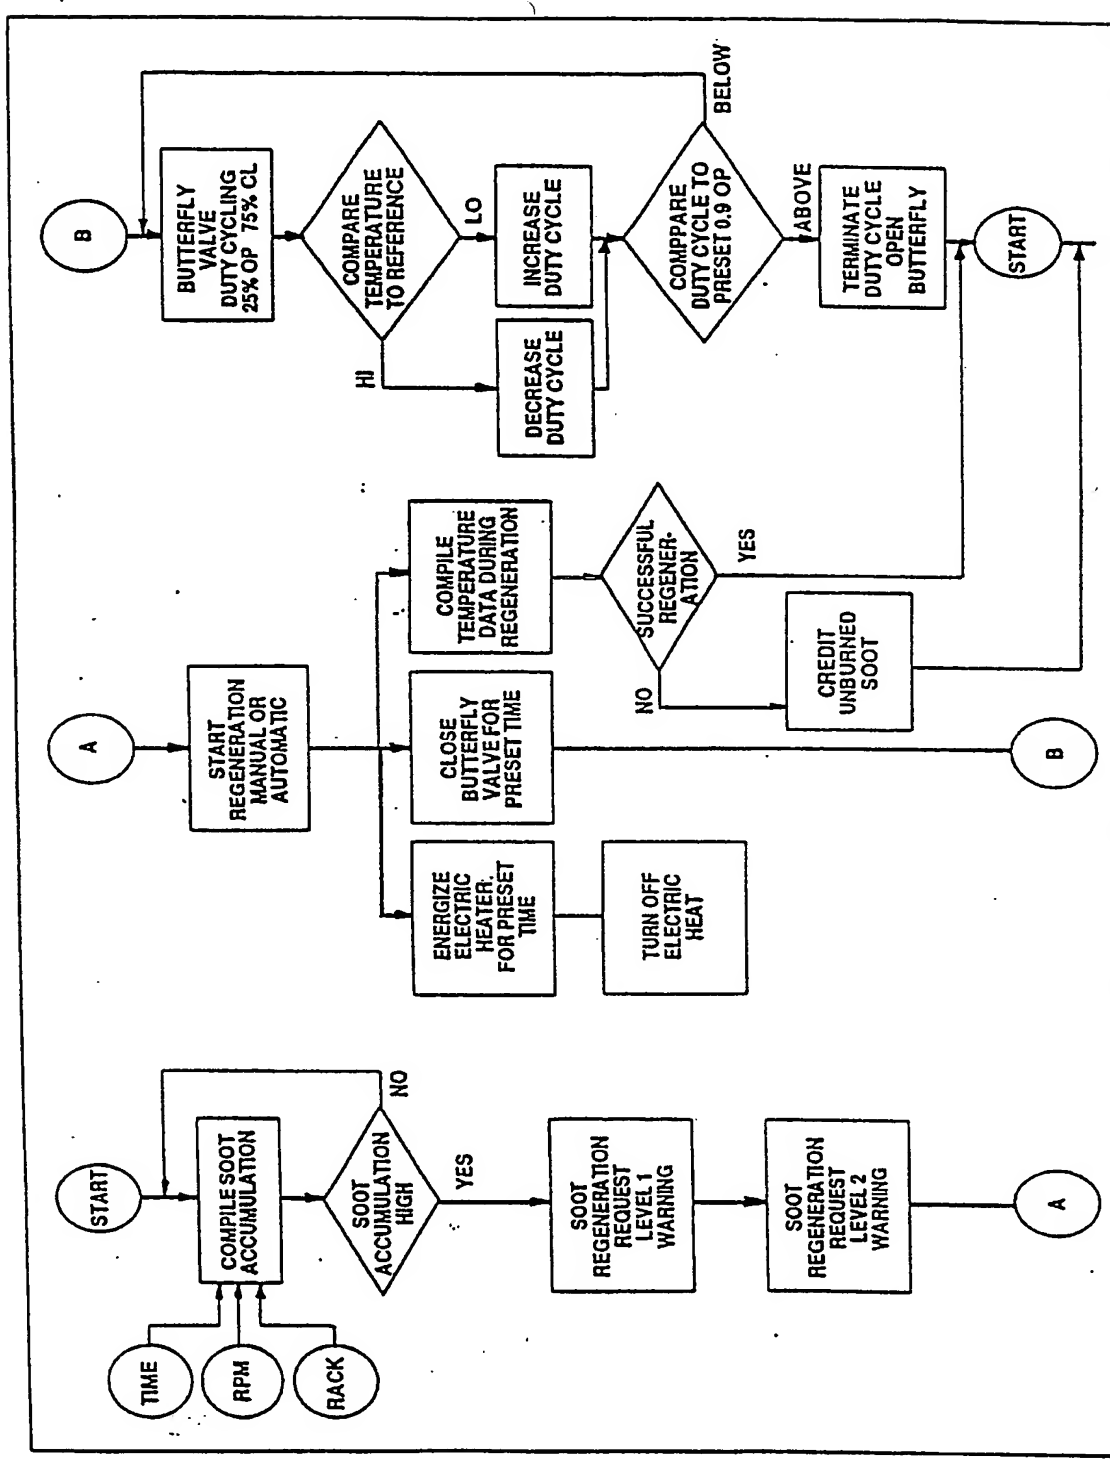 START
TIME
RPM
RACK
COMPILE SOOT
ACCUMULATION
SOOT
ACCUMULATION
HIGH
NO
YES
SOOT
REGENERATION
REQUEST
LEVEL 1
WARNING
SOOT
REGENERATION
REQUEST
LEVEL 2
WARNING
A
A
START
REGENERATION
MANUAL OR
AUTOMATIC
ENERGIZE
ELECTRIC
HEATER.
FOR PRESET
TIME
TURN OFF
ELECTRIC
HEAT
CLOSE
BUTTERFLY
VALVE FOR
PRESET TIME
B
COMPILE
TEMPERATURE
DATA DURING
REGENERATION
SUCCESSFUL
REGENER-
ATION
NO
YES
CREDIT
UNBURNED
SOOT
B
BUTTERFLY
VALVE
DUTY CYCLING
25% OP 75% CL
COMPARE
TEMPERATURE
TO REFERENCE
HI
LO
DECREASE
DUTY CYCLE
INCREASE
DUTY CYCLE
COMPPARE
DUTY CYCLE TO
PRESET 0.9 OP
BELOW
ABOVE
TERMINATE
DUTY CYCLE
OPEN
BUTTERFLY
START